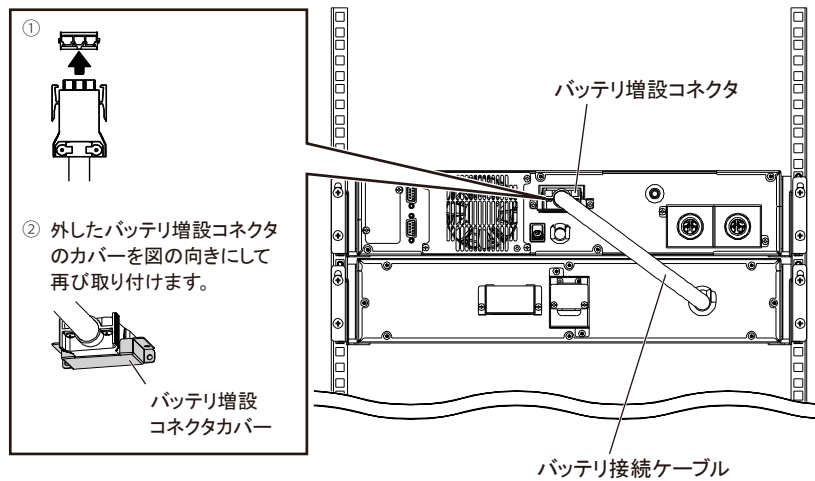 ①
② 外したバッテリ増設コネクタ
のカバーを図の向きにして
再び取り付けます。
バッテリ増設
コネクタカバー
バッテリ増設コネクタ
バッテリ接続ケーブル